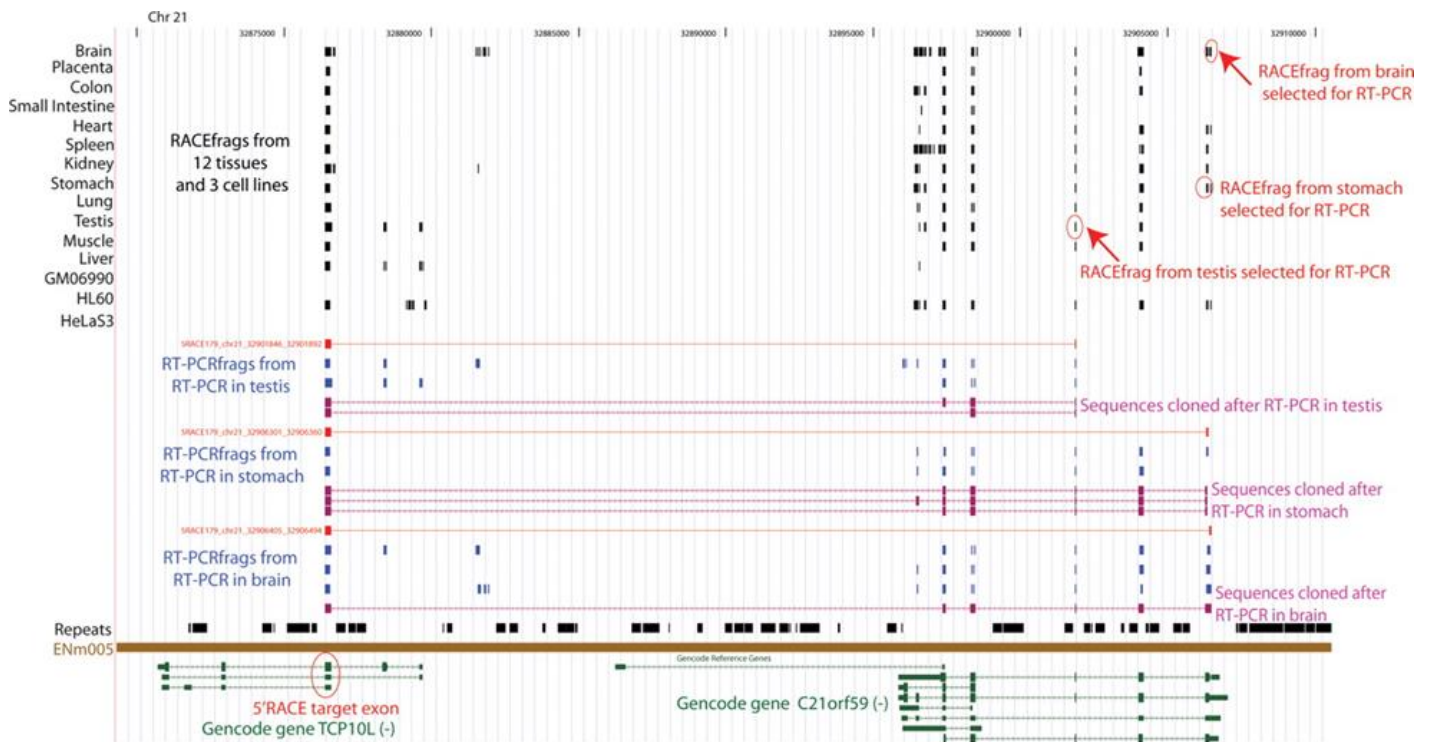 Chr 21
32875000 32880000 32885000 32890000 32895000 32900000 32905000 32910000
Brain
Placenta
Colon
Small Intestine
Heart
Spleen
Kidney
Stomach
Lung
Testis
Muscle
Liver
GM06990
HL60
HeLaS3
RACEfrags from
12 tissues
and 3 cell lines
RACEfrag from brain
selected for RT-PCR
RACEfrag from stomach
selected for RT-PCR
RACEfrag from testis selected for RT-PCR
SRACE179_chr21_32901846_32901892
RT-PCRfrags from
RT-PCR in testis
Sequences cloned after RT-PCR in testis
SRACE179_chr21_32906301_32906360
RT-PCRfrags from
RT-PCR in stomach
Sequences cloned after
RT-PCR in stomach
SRACE179_chr21_32906405_32906494
RT-PCRfrags from
RT-PCR in brain
Sequences cloned after
RT-PCR in brain
Repeats
ENm005
Gencode Reference Genes
5'RACE target exon
Gencode gene TCP10L (-)
Gencode gene C21orf59 (-)